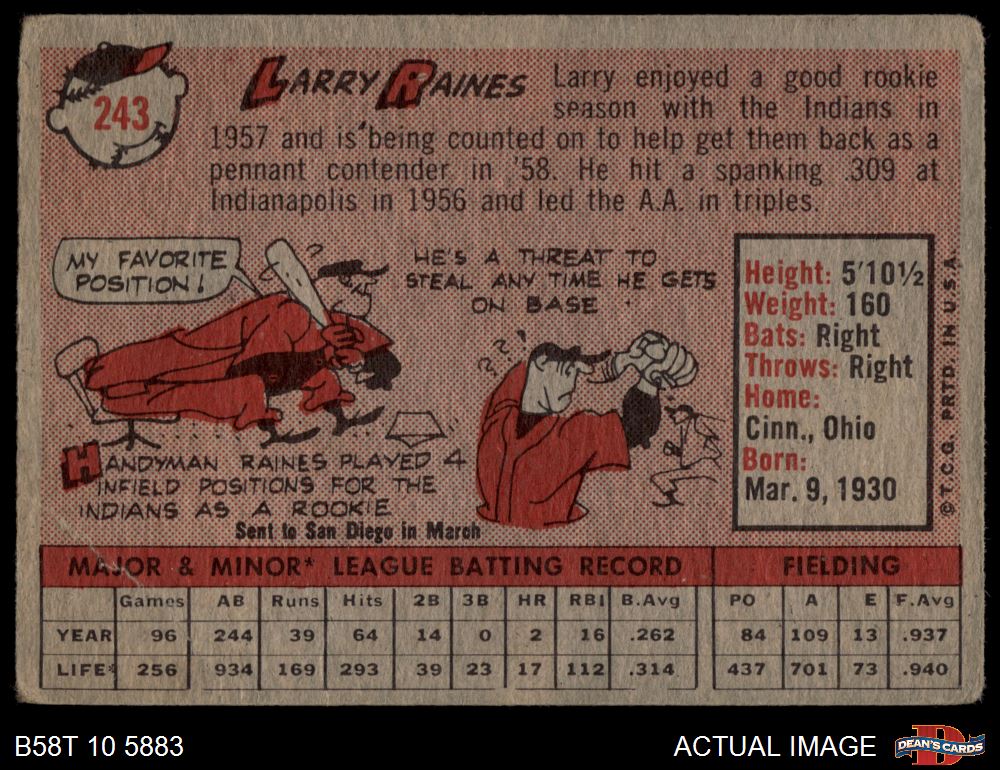 243
LARRY RAINES
Larry enjoyed a good rookie
season with the Indians in
1957 and is being counted on to help get them back as a
pennant contender in '58. He hit a spanking .309 at
Indianapolis in 1956 and led the A.A. in triples.
MY FAVORITE
POSITION!
?
HANDYMAN RAINES PLAYED 4
INFIELD POSITIONS FOR THE
INDIANS AS A ROOKIE
HE'S A THREAT TO
STEAL ANY TIME HE GETS
ON BASE
? ? '
Sent to San Diego in March
Height: 5'10½
Weight: 160
Bats: Right
Throws: Right
Home:
Cinn., Ohio
Born:
Mar. 9, 1930
© T.C.G. PRTD. IN U.S.A.
MAJOR & MINOR* LEAGUE BATTING RECORD FIELDING
Games AB Runs Hits 2B 3B HR RBI B.Avg PO A E F.Avg
YEAR 96 244 39 64 14 0 2 16 .262 84 109 13 .937
LIFE* 256 934 169 293 39 23 17 112 .314 437 701 73 .940
B58T 10 5883
ACTUAL IMAGE
D
DEAN'S CARDS